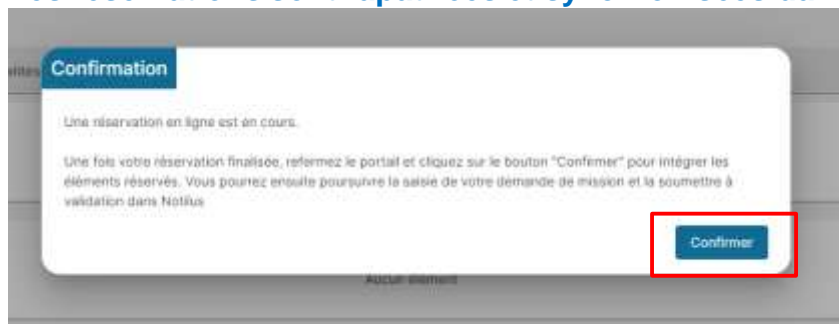 Confirmation
Une réservation en ligne est en cours.
Une fois votre réservation finalisée, refermez le portail et cliquez sur le bouton "Confirmer" pour intégrer les
éléments réservés. Vous pourrez ensuite poursuivre la saisie de votre demande de mission et la soumettre à
validation dans Notilus
Confirmer
Aucun élément